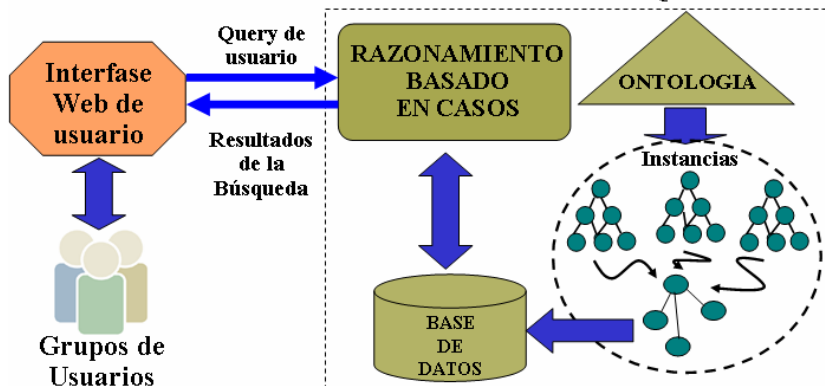 Interfase
Web de
usuario
Query de
usuario
Resultados
de la
Búsqueda
RAZONAMIENTO
BASADO
EN CASOS
ONTOLOGIA
Instancias
BASE
DE
DATOS
Grupos de
Usuarios